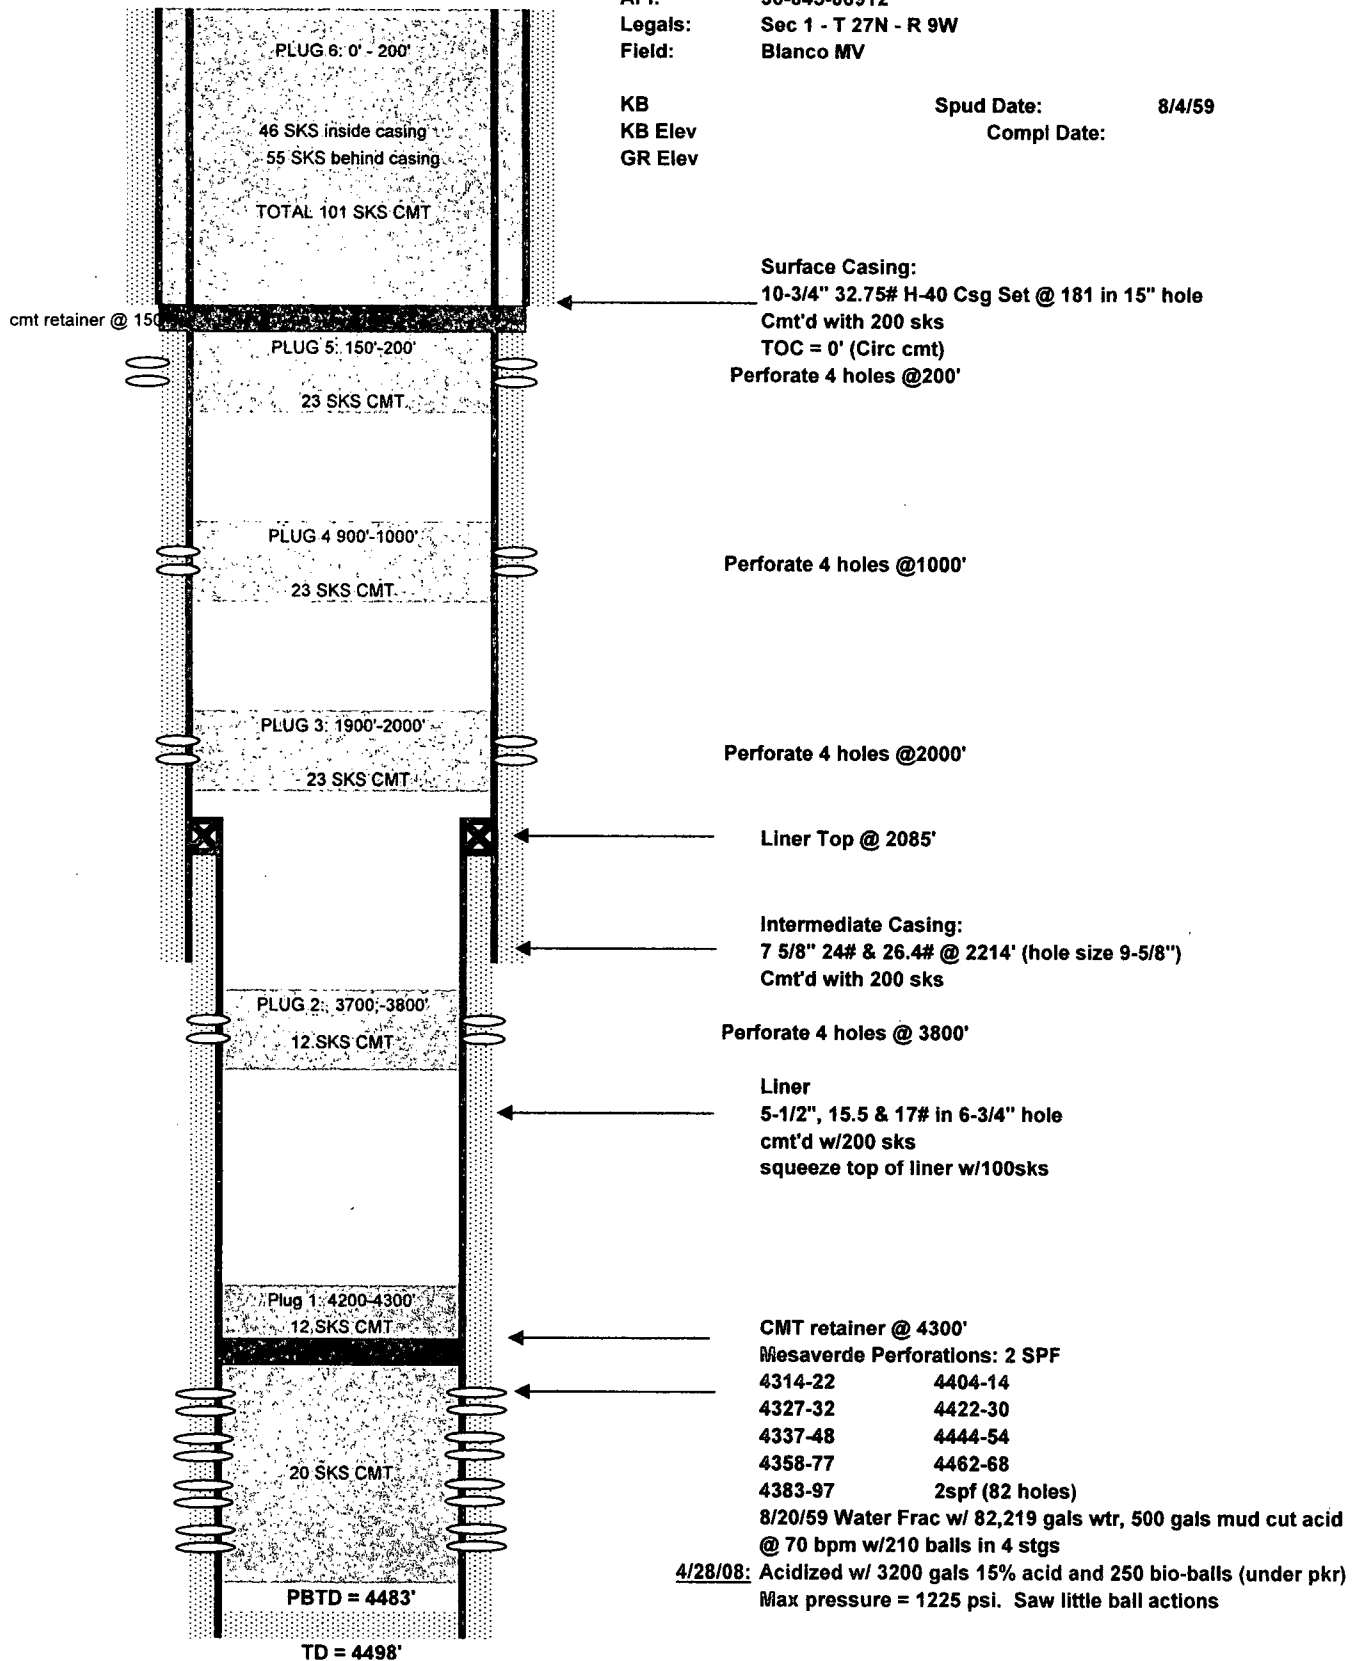 Legals: Sec 1 - T 27N - R 9W
Field: Blanco MV
KB Spud Date: 8/4/59
KB Elev Compl Date:
GR Elev
PLUG 6: 0' - 200'
46 SKS inside casing
55 SKS behind casing
TOTAL 101 SKS CMT
Surface Casing:
10-3/4" 32.75# H-40 Csg Set @ 181 in 15" hole
Cmt'd with 200 sks
TOC = 0' (Circ cmt)
cmt retainer @ 150
PLUG 5: 150'-200'
23 SKS CMT
Perforate 4 holes @200'
PLUG 4 900'-1000'
23 SKS CMT
Perforate 4 holes @1000'
PLUG 3: 1900'-2000'
23 SKS CMT
Perforate 4 holes @2000'
Liner Top @ 2085'
Intermediate Casing:
7 5/8" 24# & 26.4# @ 2214' (hole size 9-5/8")
Cmt'd with 200 sks
PLUG 2: 3700;-3800'
12 SKS CMT
Perforate 4 holes @ 3800'
Liner
5-1/2", 15.5 & 17# in 6-3/4" hole
cmt'd w/200 sks
squeeze top of liner w/100sks
Plug 1: 4200-4300'
12 SKS CMT
CMT retainer @ 4300'
Mesaverde Perforations: 2 SPF
4314-22 4404-14
4327-32 4422-30
4337-48 4444-54
4358-77 4462-68
4383-97 2spf (82 holes)
8/20/59 Water Frac w/ 82,219 gals wtr, 500 gals mud cut acid
@ 70 bpm w/210 balls in 4 stgs
4/28/08: Acidized w/ 3200 gals 15% acid and 250 bio-balls (under pkr)
Max pressure = 1225 psi. Saw little ball actions
20 SKS CMT
PBTD = 4483'
TD = 4498'